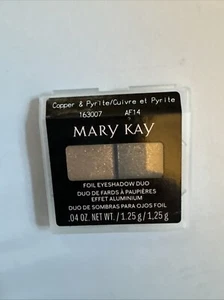 Copper & Pyrite/Cuivre et Pyrite
163007 AF14
MARY KAY
FOIL EYESHADOW DUO
DUO DE FARDS À PAUPIÈRES
EFFET ALUMINIUM
DUO DE SOMBRAS PARA OJOS FOIL
.04 OZ. NET WT. / 1.25 g / 1,25 g